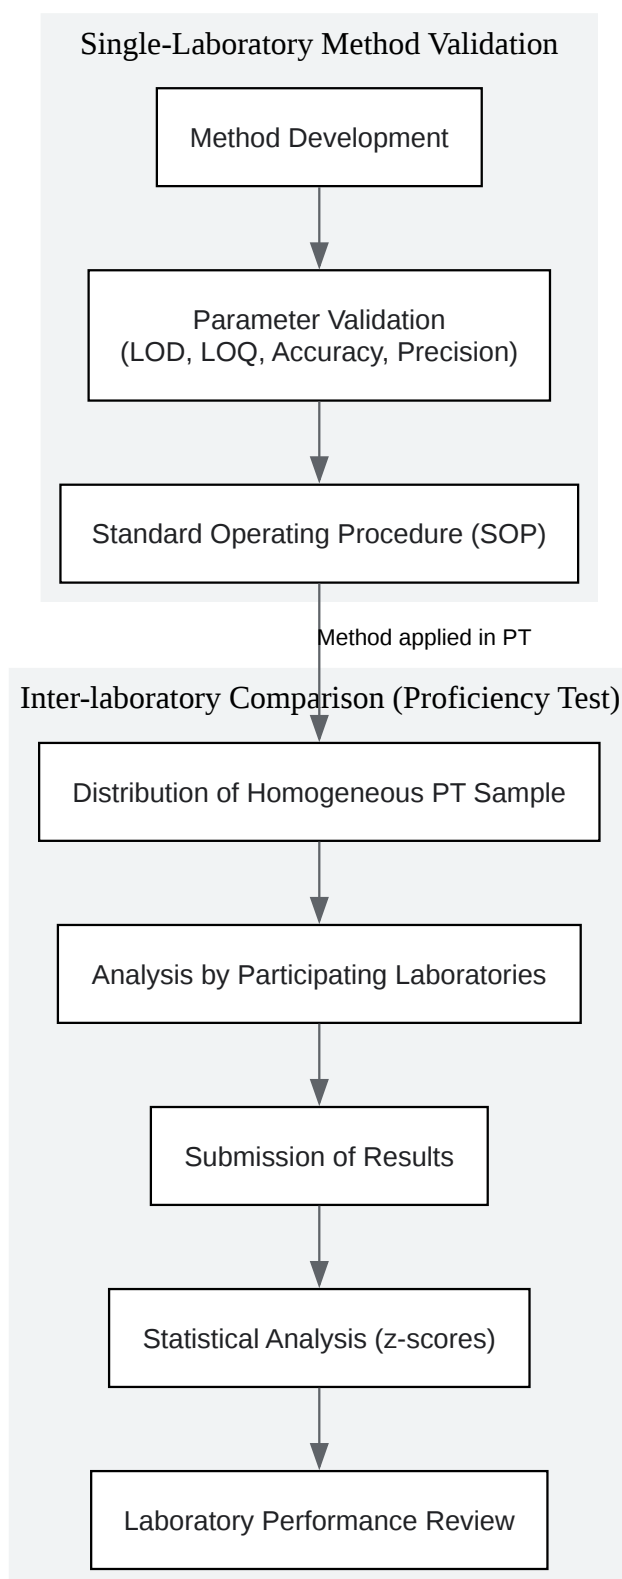 Single-Laboratory Method Validation
Method Development
Parameter Validation
(LOD, LOQ, Accuracy, Precision)
Standard Operating Procedure (SOP)
Method applied in PT
Inter-laboratory Comparison (Proficiency Test)
Distribution of Homogeneous PT Sample
Analysis by Participating Laboratories
Submission of Results
Statistical Analysis (z-scores)
Laboratory Performance Review